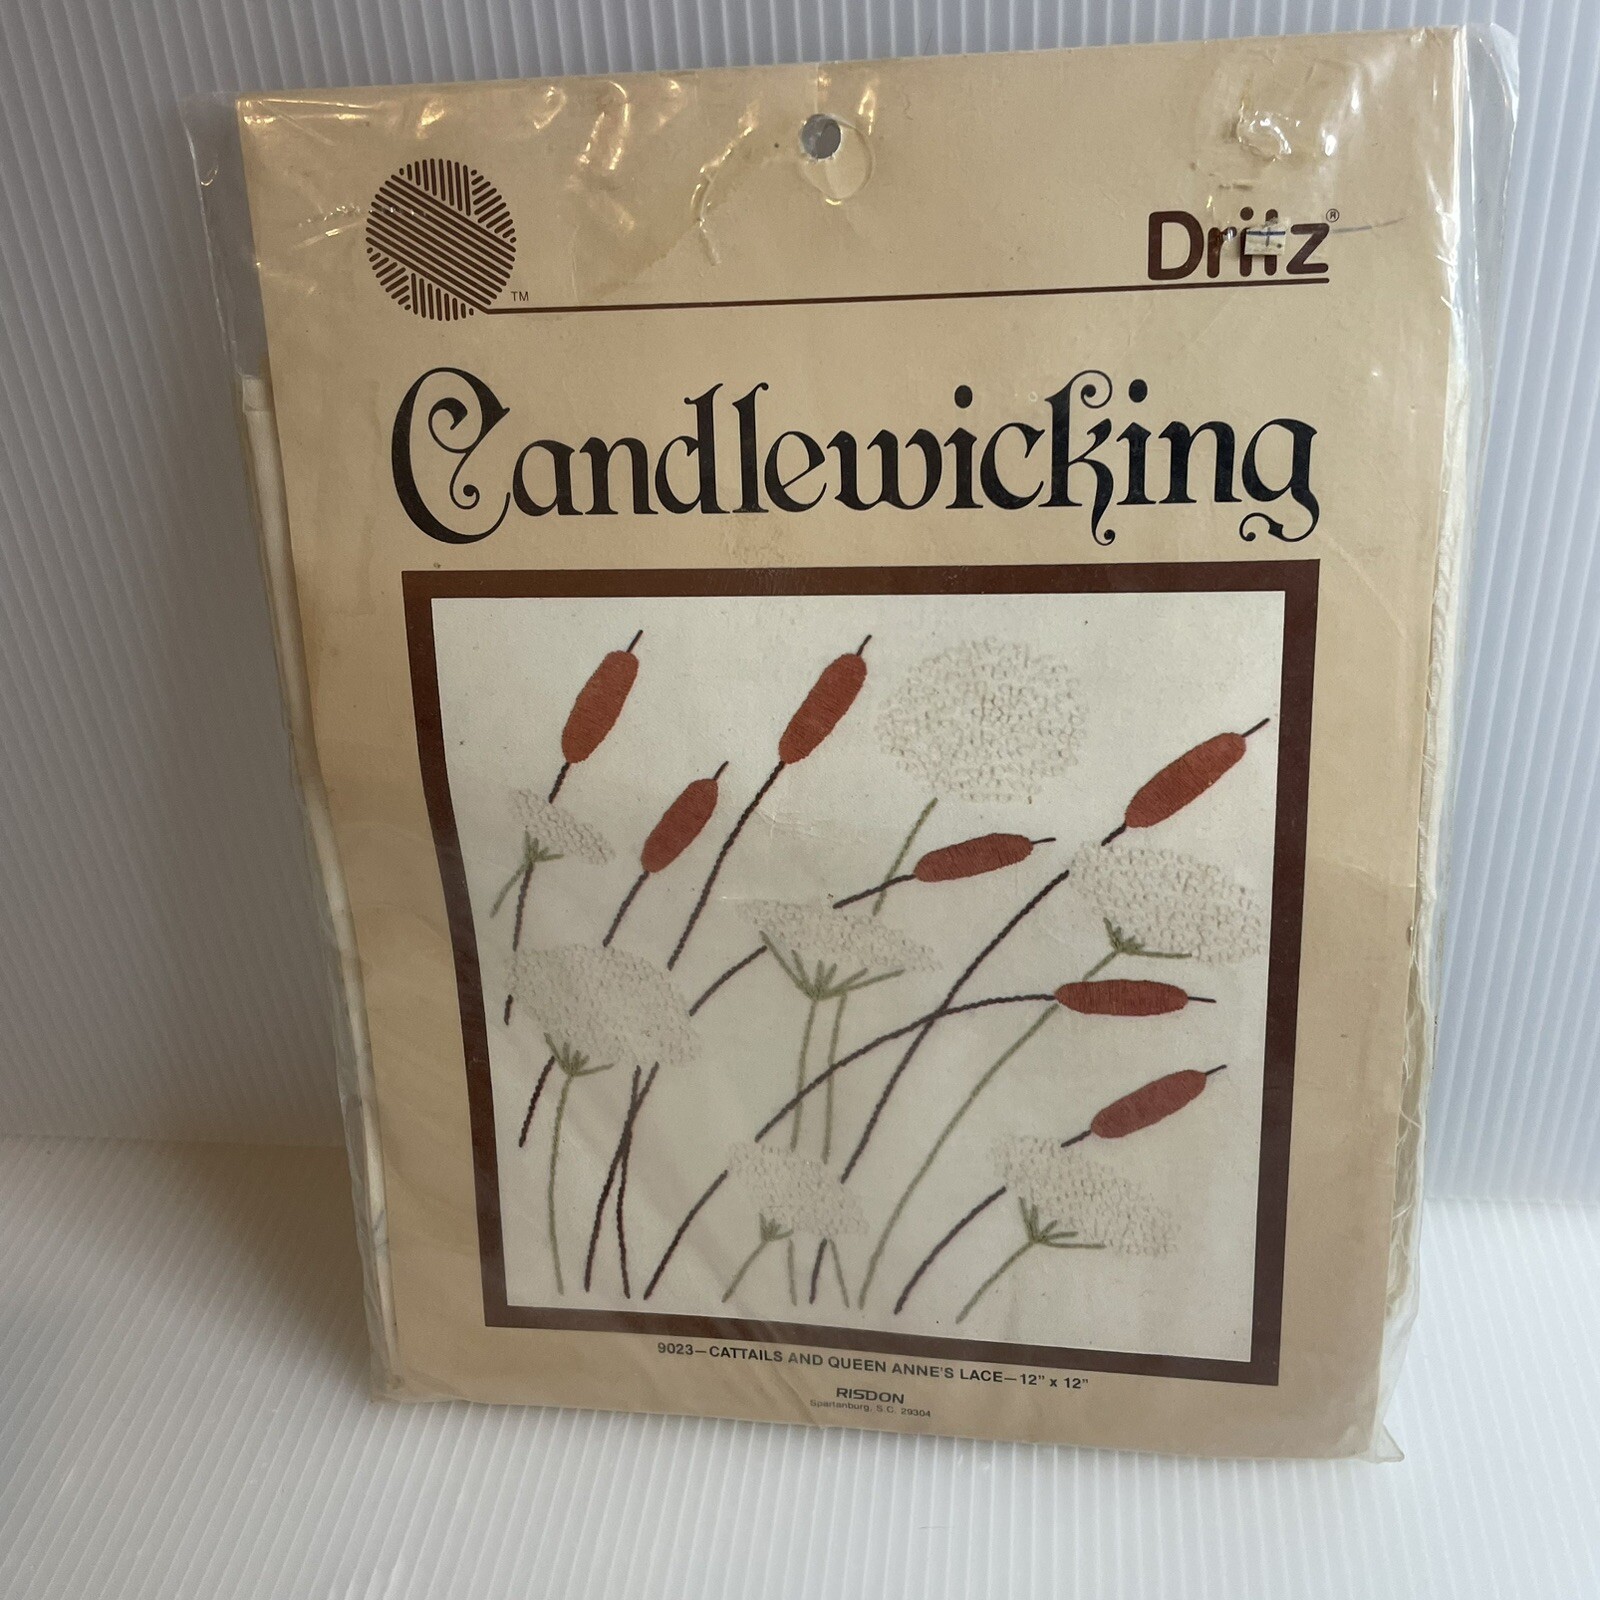 TM
Dritz®
Candlewicking
9023—CATTAILS AND QUEEN ANNE'S LACE—12" x 12"
RISDON
Spartanburg, S.C. 29304